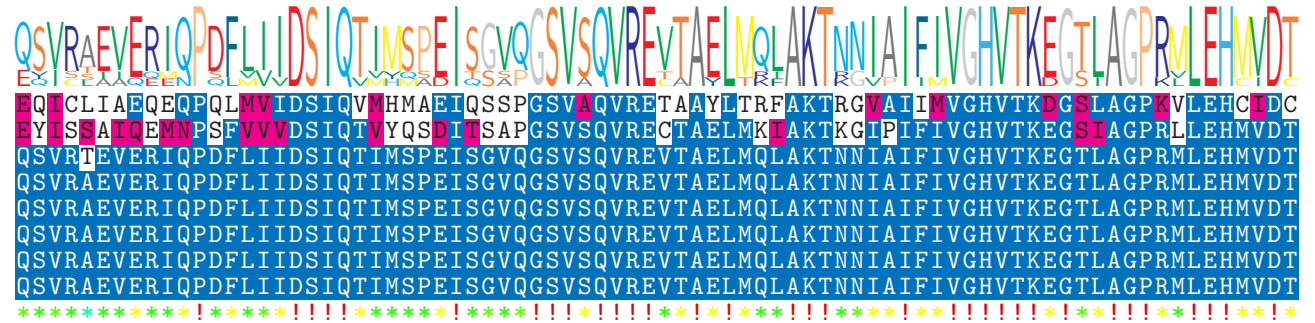 QSVRAEVERIQPDFLIIDSIQTIMSPEISGVQGSVSQVREVTAELMQLAKTNNIAIFIVGHVTKEGTLAGPRMLEHMVDT
EQICLIAEQEQPQLMVIDSIQVMHMAEIQSSPGSVAQVRETAAYLTRFAKTRGVAIIMVGHVTKDGSLAGPKVLEHCIDC
EYISSAIQEMNPSFVVVDSIQTVYQSDITSAPGSVSQVRECTAELMKIAKTKGIPIFIVGHVTKEGSIAGPRLLEHMVDT
QSVRTEVERIQPDFLIIDSIQTIMSPEISGVQGSVSQVREVTAELMQLAKTNNIAIFIVGHVTKEGTLAGPRMLEHMVDT
QSVRAEVERIQPDFLIIDSIQTIMSPEISGVQGSVSQVREVTAELMQLAKTNNIAIFIVGHVTKEGTLAGPRMLEHMVDT
QSVRAEVERIQPDFLIIDSIQTIMSPEISGVQGSVSQVREVTAELMQLAKTNNIAIFIVGHVTKEGTLAGPRMLEHMVDT
QSVRAEVERIQPDFLIIDSIQTIMSPEISGVQGSVSQVREVTAELMQLAKTNNIAIFIVGHVTKEGTLAGPRMLEHMVDT
QSVRAEVERIQPDFLIIDSIQTIMSPEISGVQGSVSQVREVTAELMQLAKTNNIAIFIVGHVTKEGTLAGPRMLEHMVDT
QSVRAEVERIQPDFLIIDSIQTIMSPEISGVQGSVSQVREVTAELMQLAKTNNIAIFIVGHVTKEGTLAGPRMLEHMVDT
***********!*****!!!!******!****!!!*!!!!**!*!***!!!****!**!!!!!!*!**!!!**!!!**!*